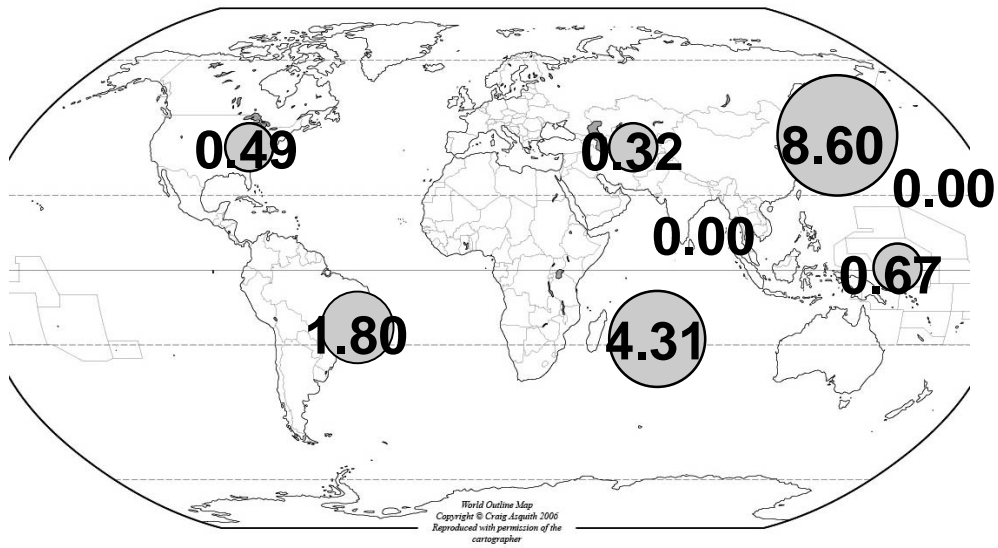 0.49
0.32
8.60
0.00
0.00
0.67
1.80
4.31
World Outline Map
Copyright © Craig Asquith 2006
Reproduced with permission of the
cartographer